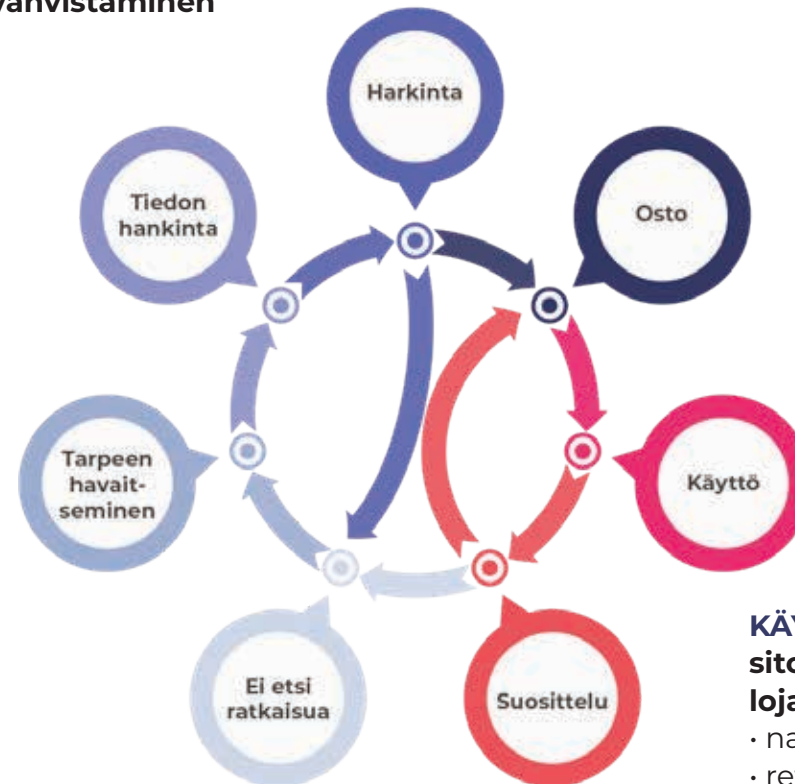 Harkinta
Tiedon
hankinta
Osto
Tarpeen
havait-
seminen
Käyttö
Ei etsi
ratkaisua
Suosittelu